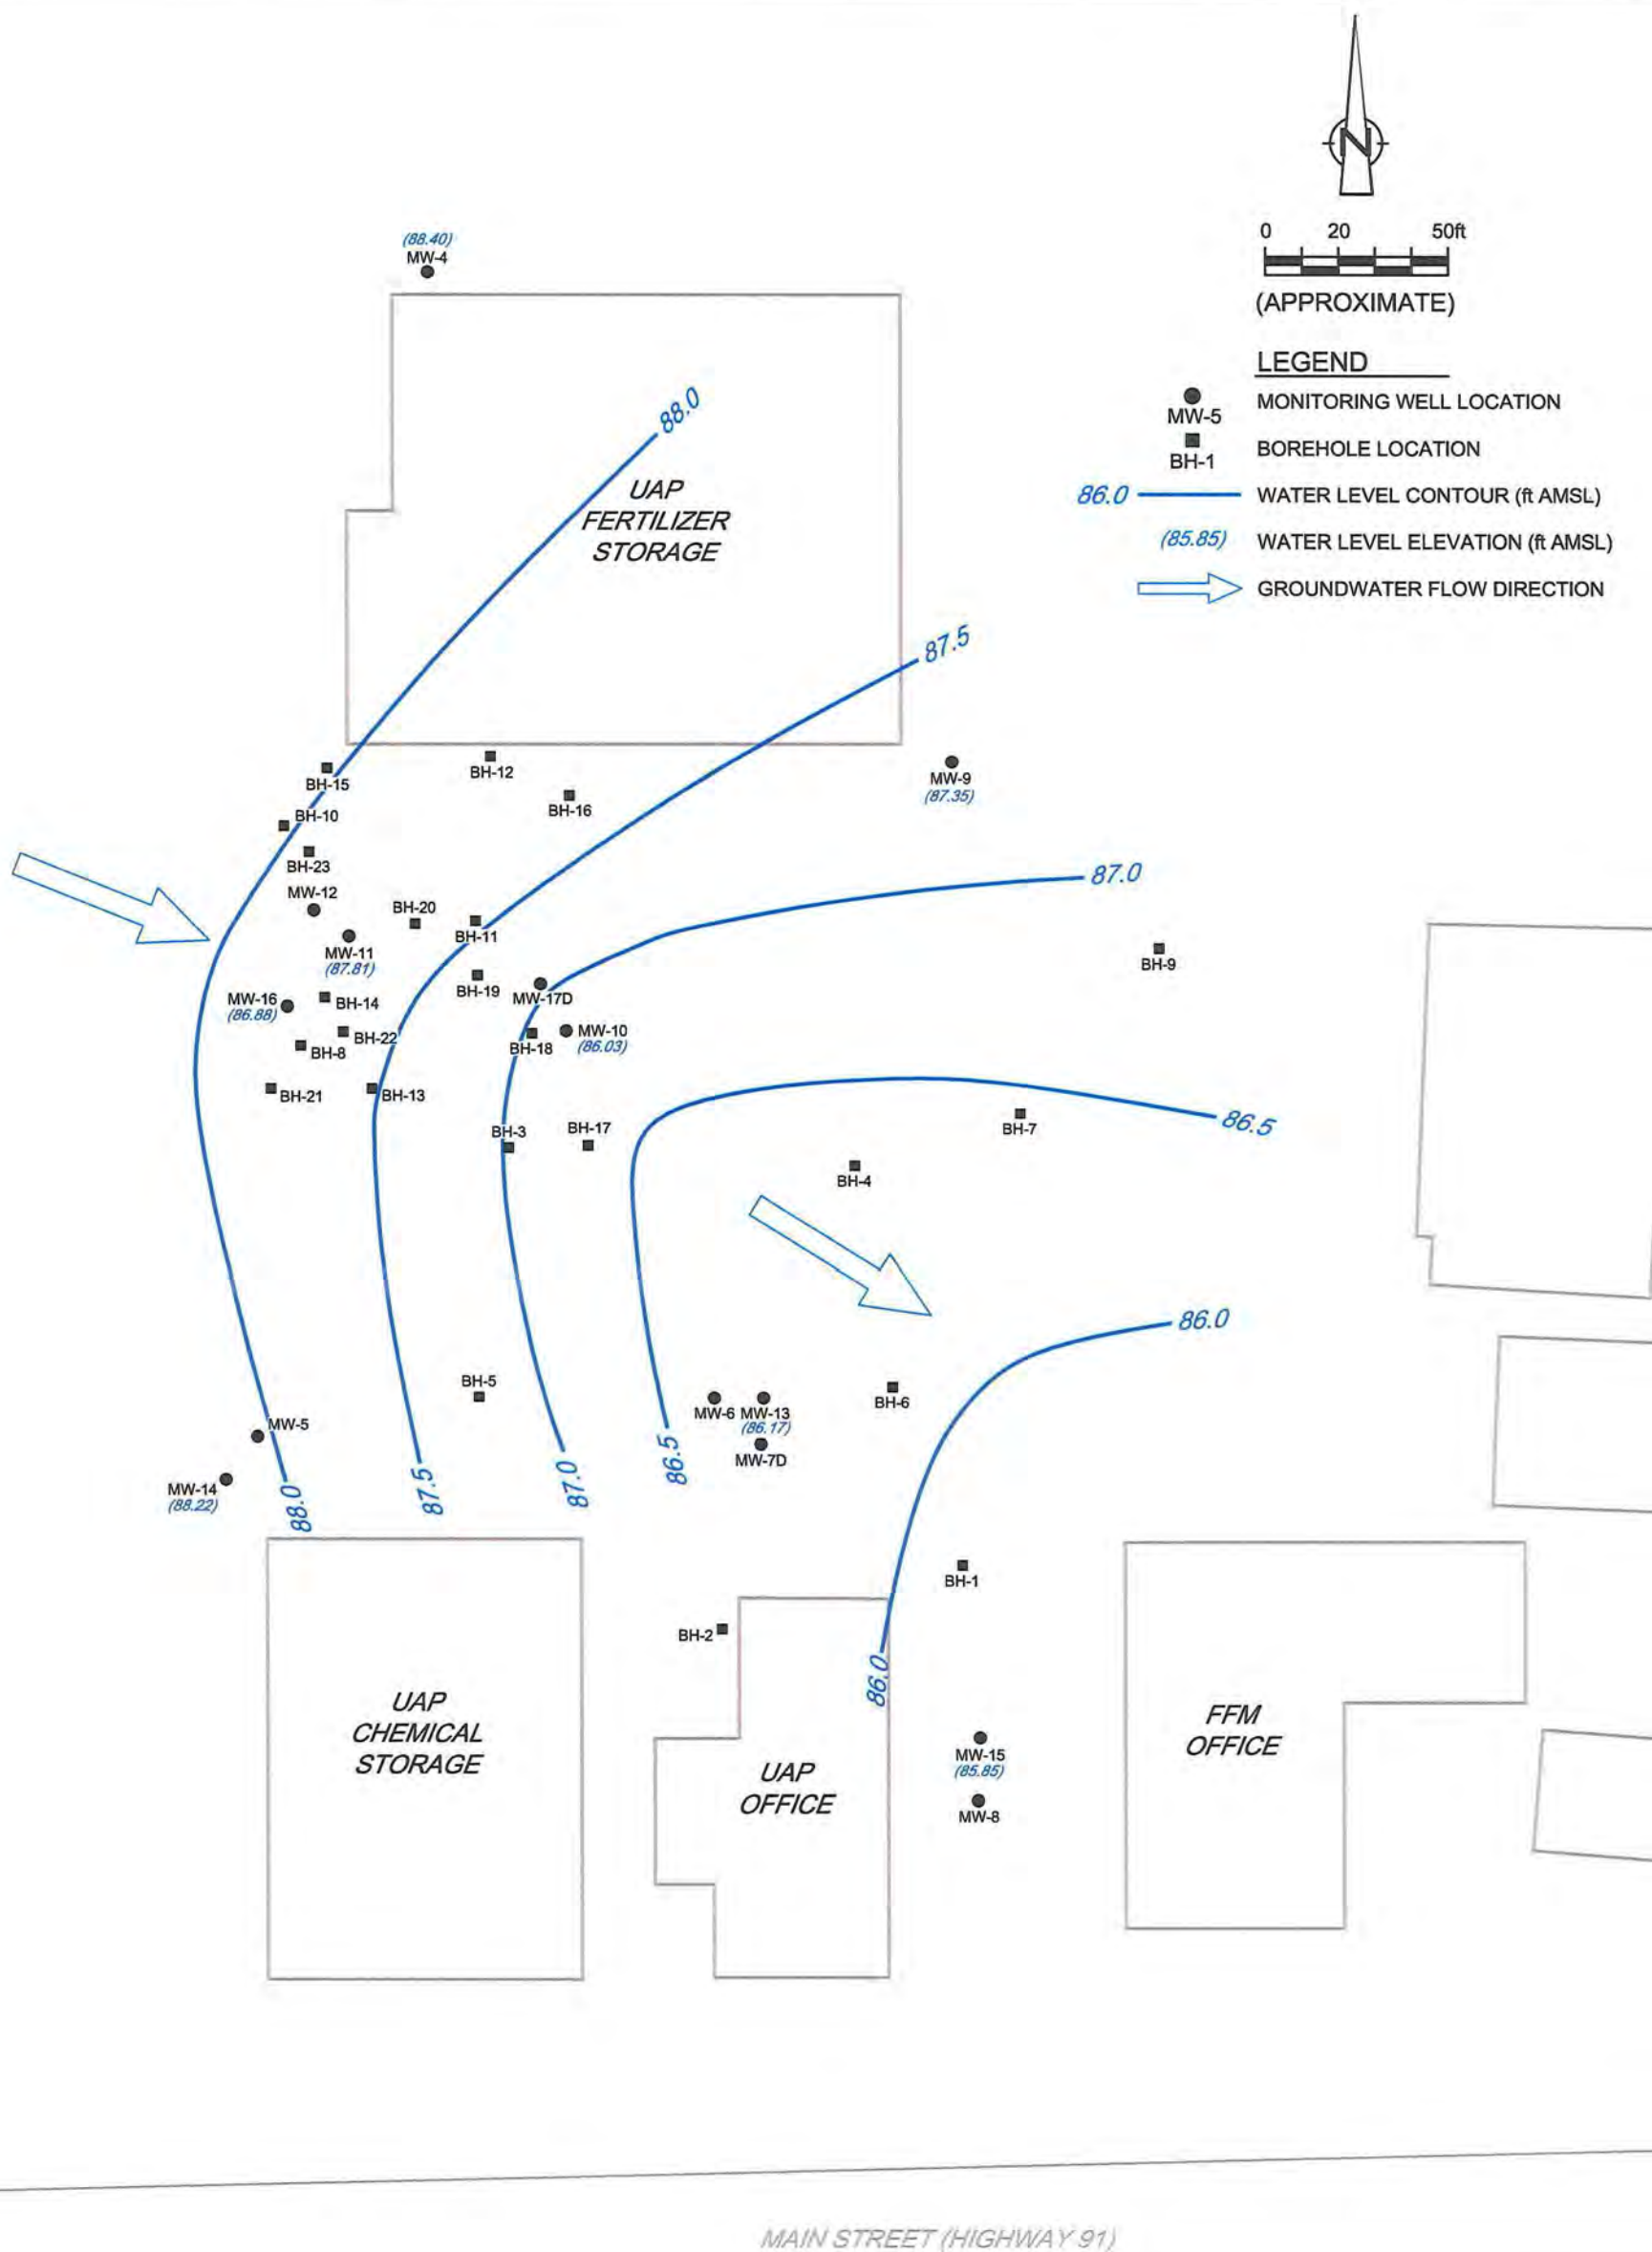 N
0 20 50ft
(APPROXIMATE)
LEGEND
MW-5 MONITORING WELL LOCATION
BH-1 BOREHOLE LOCATION
86.0 WATER LEVEL CONTOUR (ft AMSL)
(85.85) WATER LEVEL ELEVATION (ft AMSL)
GROUNDWATER FLOW DIRECTION
(88.40)
MW-4
88.0
UAP
FERTILIZER
STORAGE
87.5
BH-15
BH-12
MW-9
(87.35)
BH-10
BH-16
BH-23
87.0
MW-12
BH-20
BH-11
MW-11
(87.81)
BH-9
BH-19
MW-17D
MW-16
(86.88)
BH-14
BH-22
BH-18
MW-10
(86.03)
BH-8
BH-21
BH-13
BH-3
BH-17
BH-7
86.5
BH-4
86.0
BH-5
MW-6
MW-13
(86.17)
BH-6
MW-5
MW-7D
MW-14
(88.22)
88.0
87.5
87.0
86.5
BH-1
BH-2
86.0
UAP
CHEMICAL
STORAGE
UAP
OFFICE
MW-15
(85.85)
MW-8
FFM
OFFICE
MAIN STREET (HIGHWAY 91)